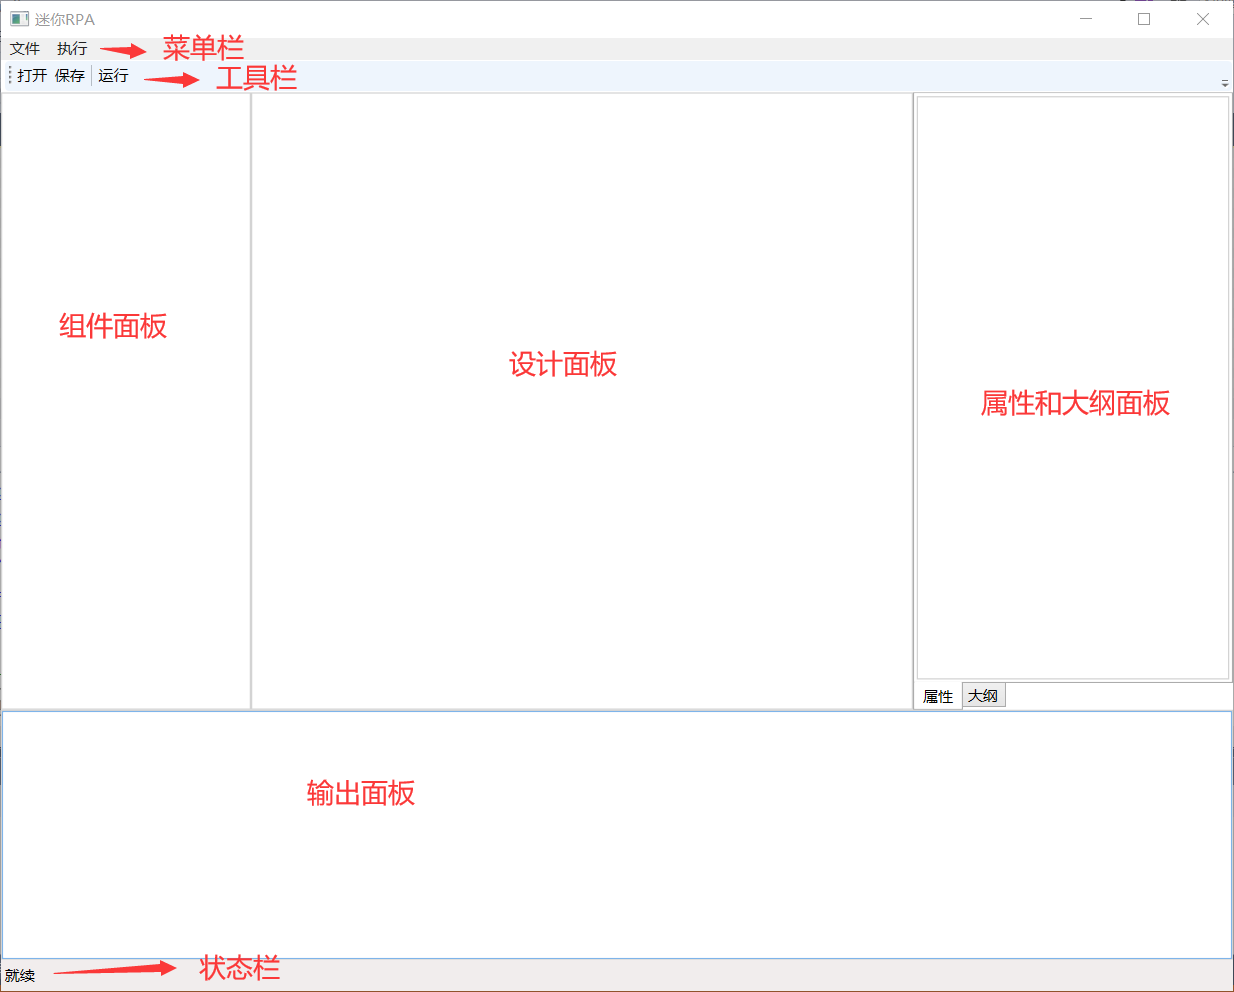 迷你RPA
文件 执行 菜单栏
打开 保存 运行 工具栏
组件面板
设计面板
属性和大纲面板
属性 大纲
输出面板
就续 状态栏